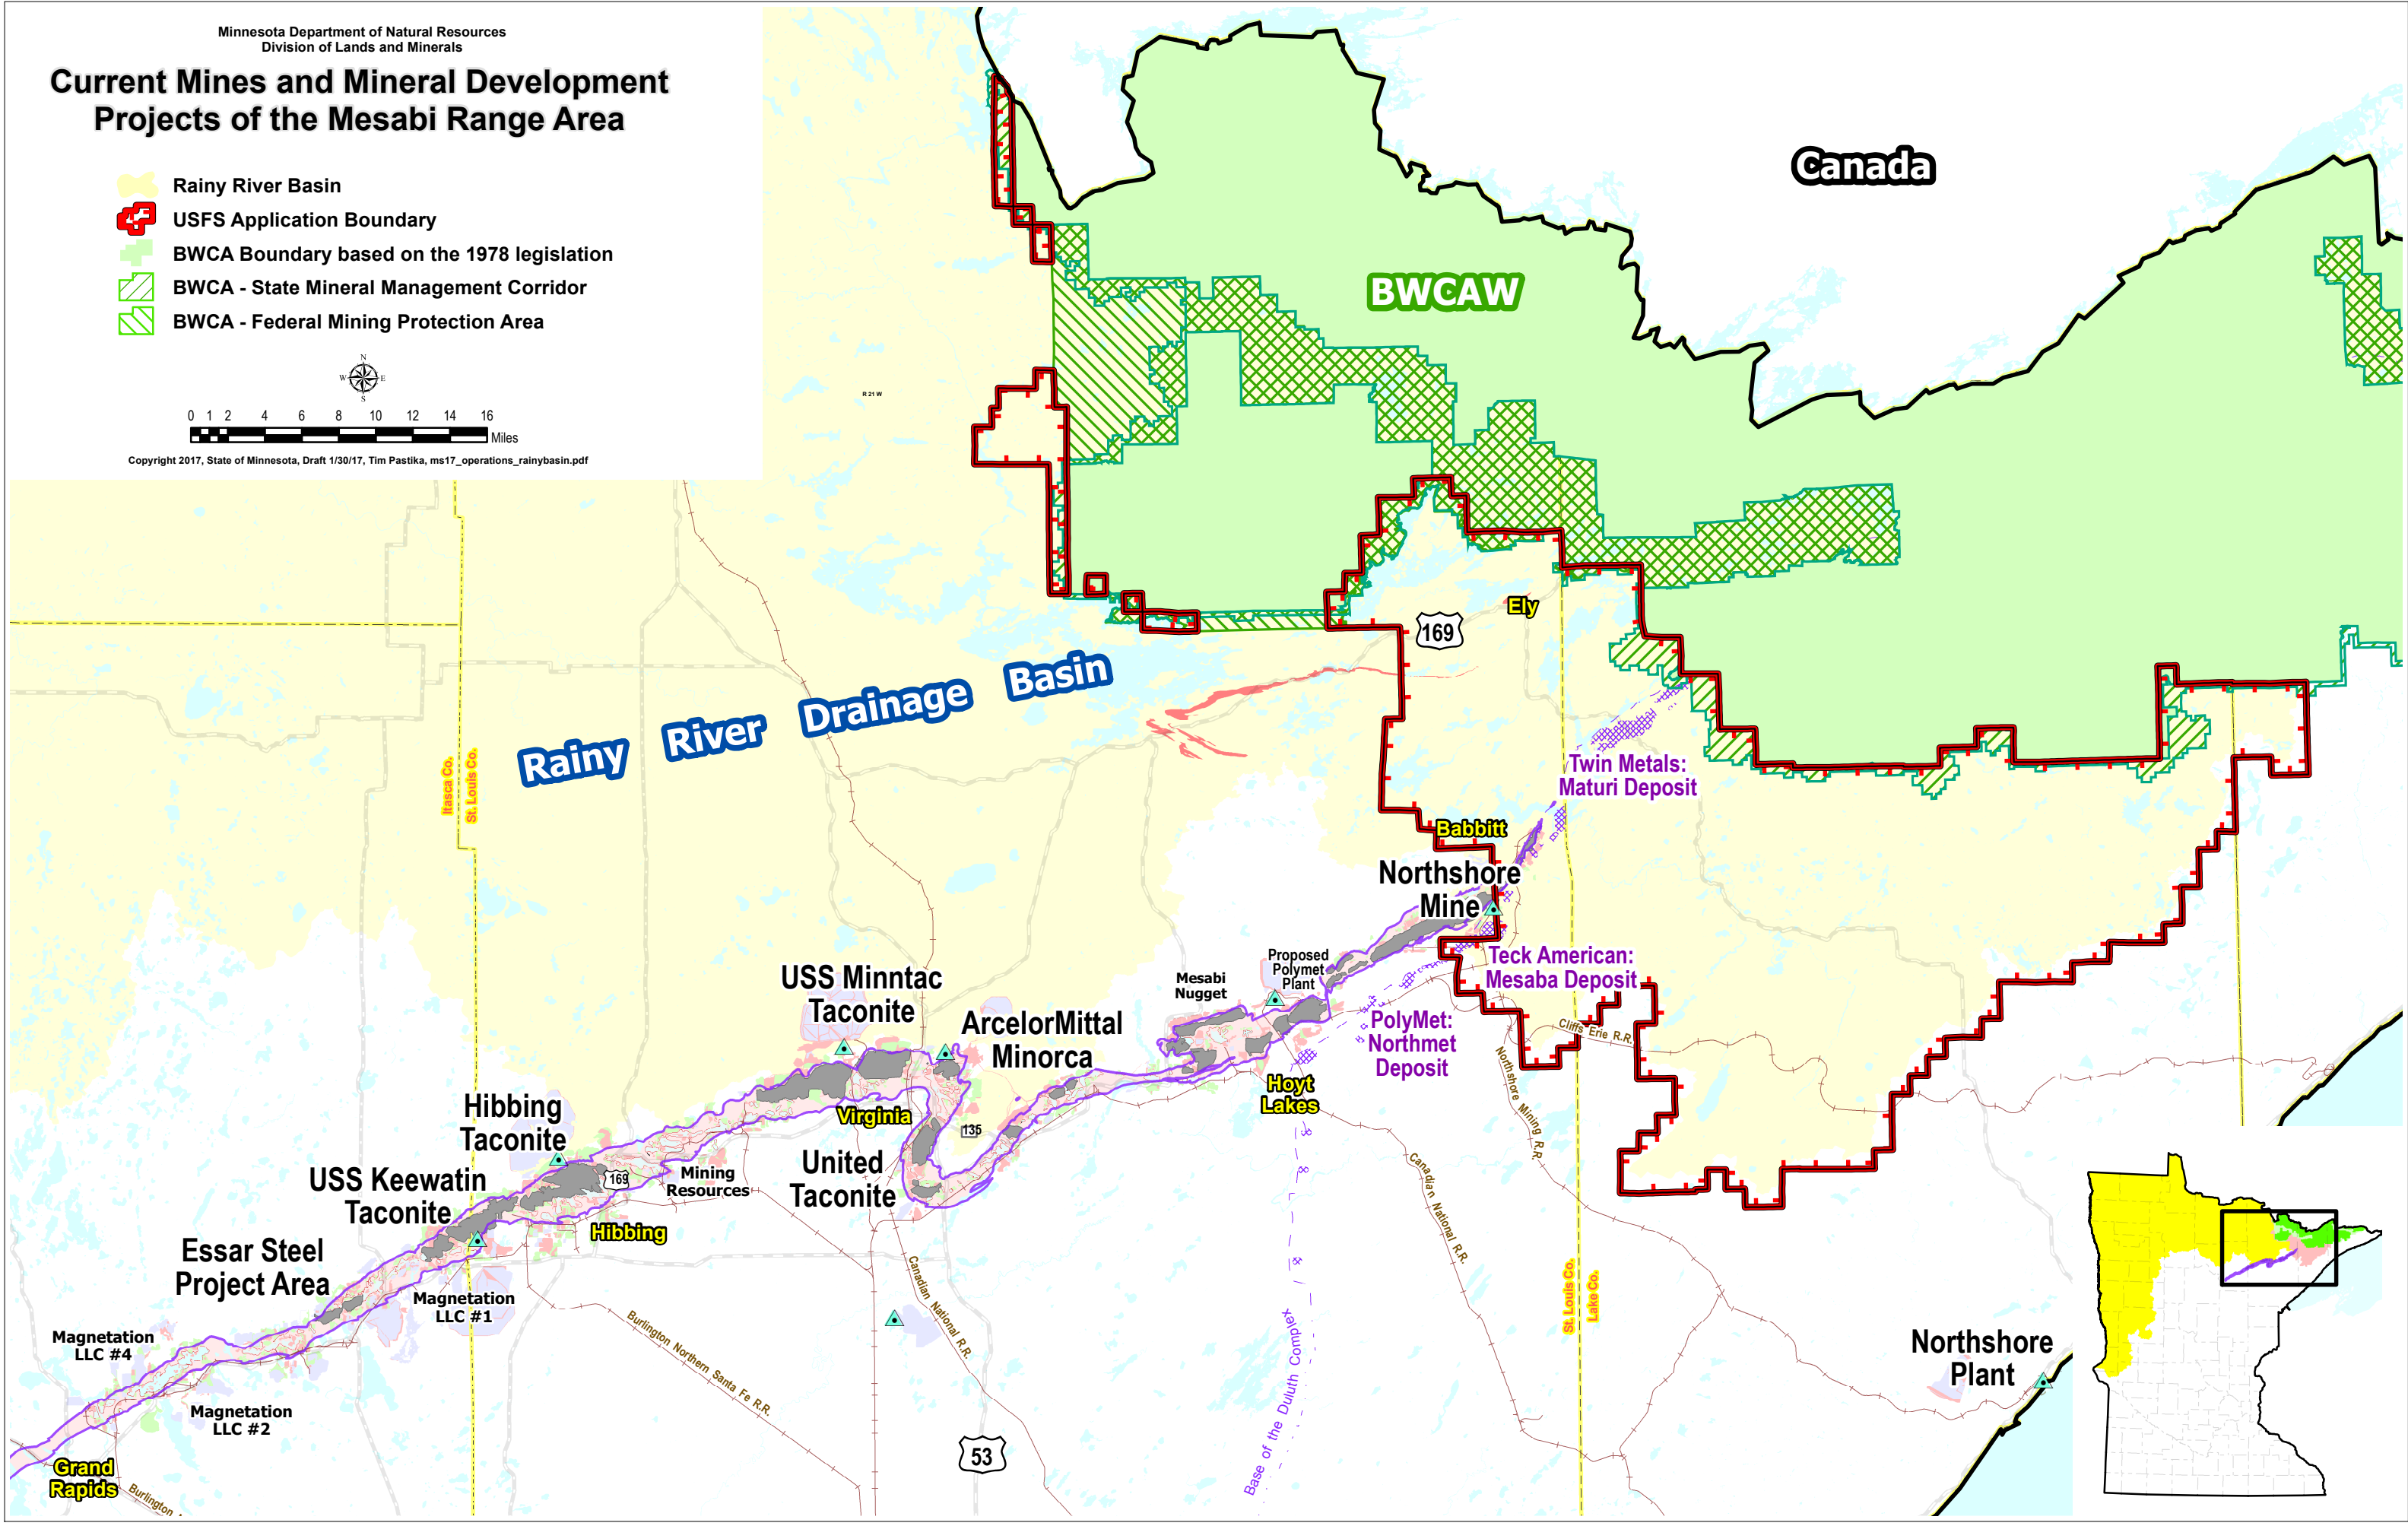 Minnesota Department of Natural Resources
Division of Lands and Minerals
Current Mines and Mineral Development
Projects of the Mesabi Range Area
Rainy River Basin
USFS Application Boundary
BWCA Boundary based on the 1978 legislation
BWCA - State Mineral Management Corridor
BWCA - Federal Mining Protection Area
N
W E
S
0 1 2 4 6 8 10 12 14 16
Miles
Copyright 2017, State of Minnesota, Draft 1/30/17, Tim Pastika, ms17_operations_rainybasin.pdf
Canada
BWCAW
R 21 W
Ely
169
Rainy River Drainage Basin
Itasca Co.
St. Louis Co.
Twin Metals:
Maturi Deposit
Babbitt
Northshore
Mine
Teck American:
Mesaba Deposit
Proposed
Polymet
Plant
Mesabi
Nugget
USS Minntac
Taconite
ArcelorMittal
Minorca
PolyMet:
Northmet
Deposit
Cliffs Erie R.R.
Northshore Mining R.R.
Hoyt
Lakes
Virginia
135
Hibbing
Taconite
United
Taconite
Mining
Resources
169
USS Keewatin
Taconite
Hibbing
Essar Steel
Project Area
Magnetation
LLC #1
Magnetation
LLC #4
Magnetation
LLC #2
Canadian National R.R.
Canadian National R.R.
Burlington Northern Santa Fe R.R.
Base of the Duluth Complex
St. Louis Co.
Lake Co.
Northshore
Plant
53
Grand
Rapids
Burlington